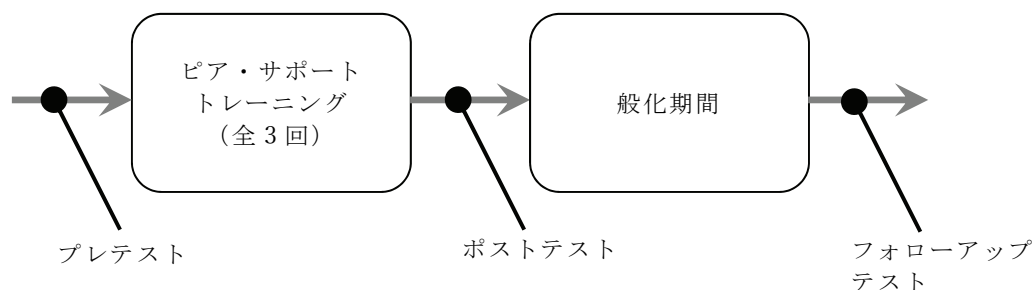 ピア・サポート
トレーニング
（全３回）
般化期間
プレテスト
ポストテスト
フォローアップ
テスト